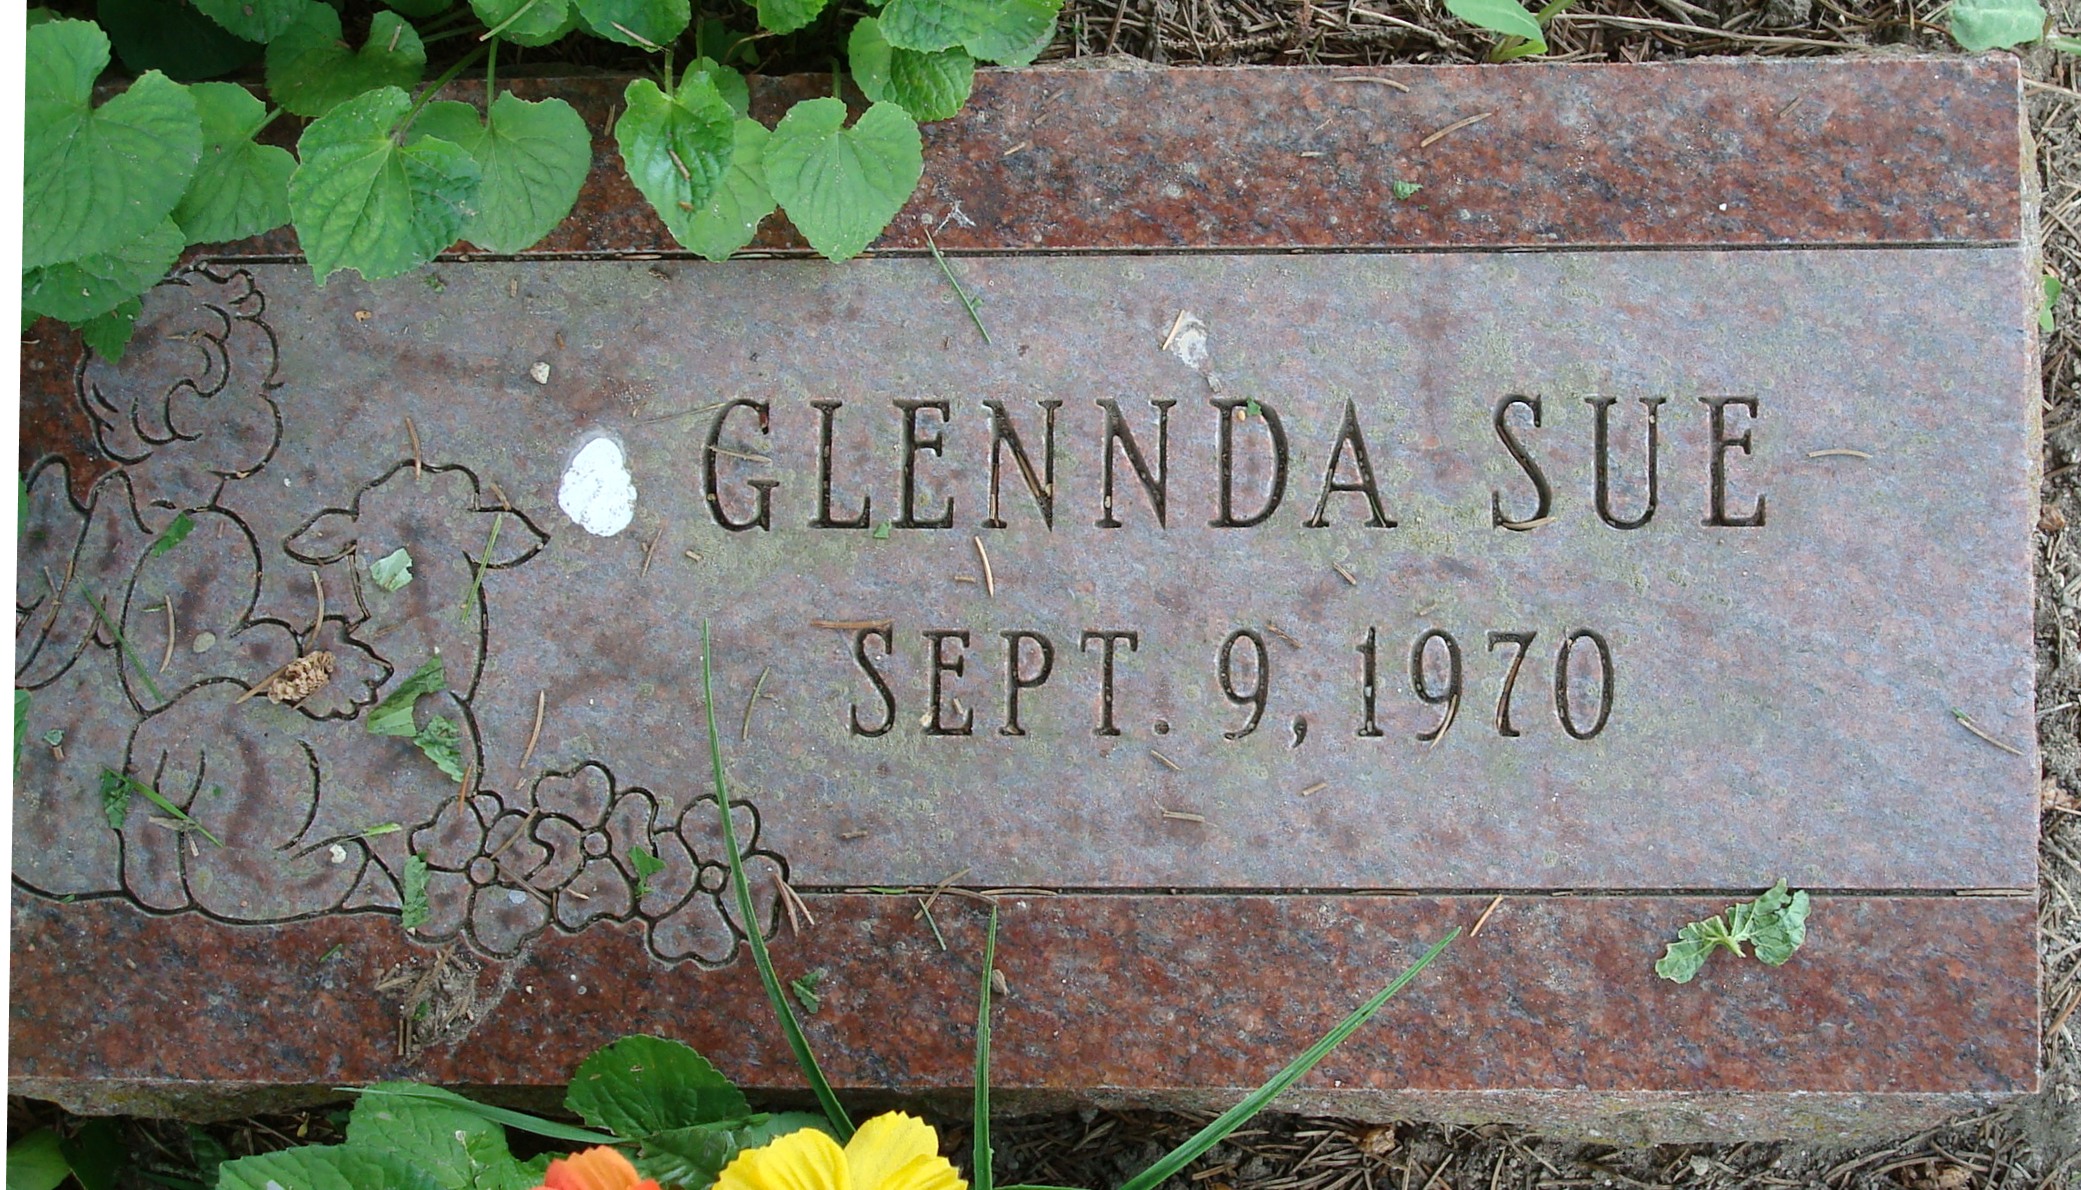 GLENNDA SUE
SEPT. 9, 1970